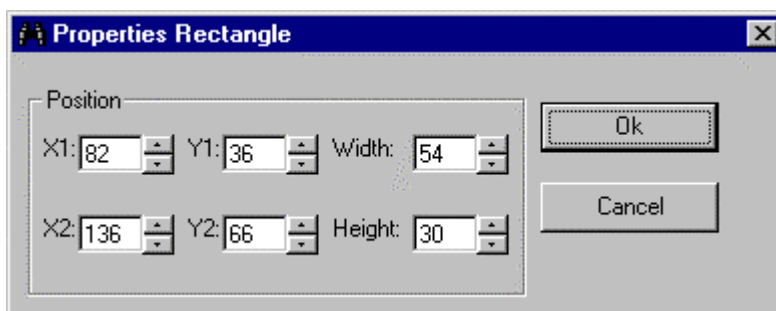 Properties Rectangle
Position
X1: 82 Y1: 36 Width: 54
Ok
X2: 136 Y2: 66 Height: 30
Cancel